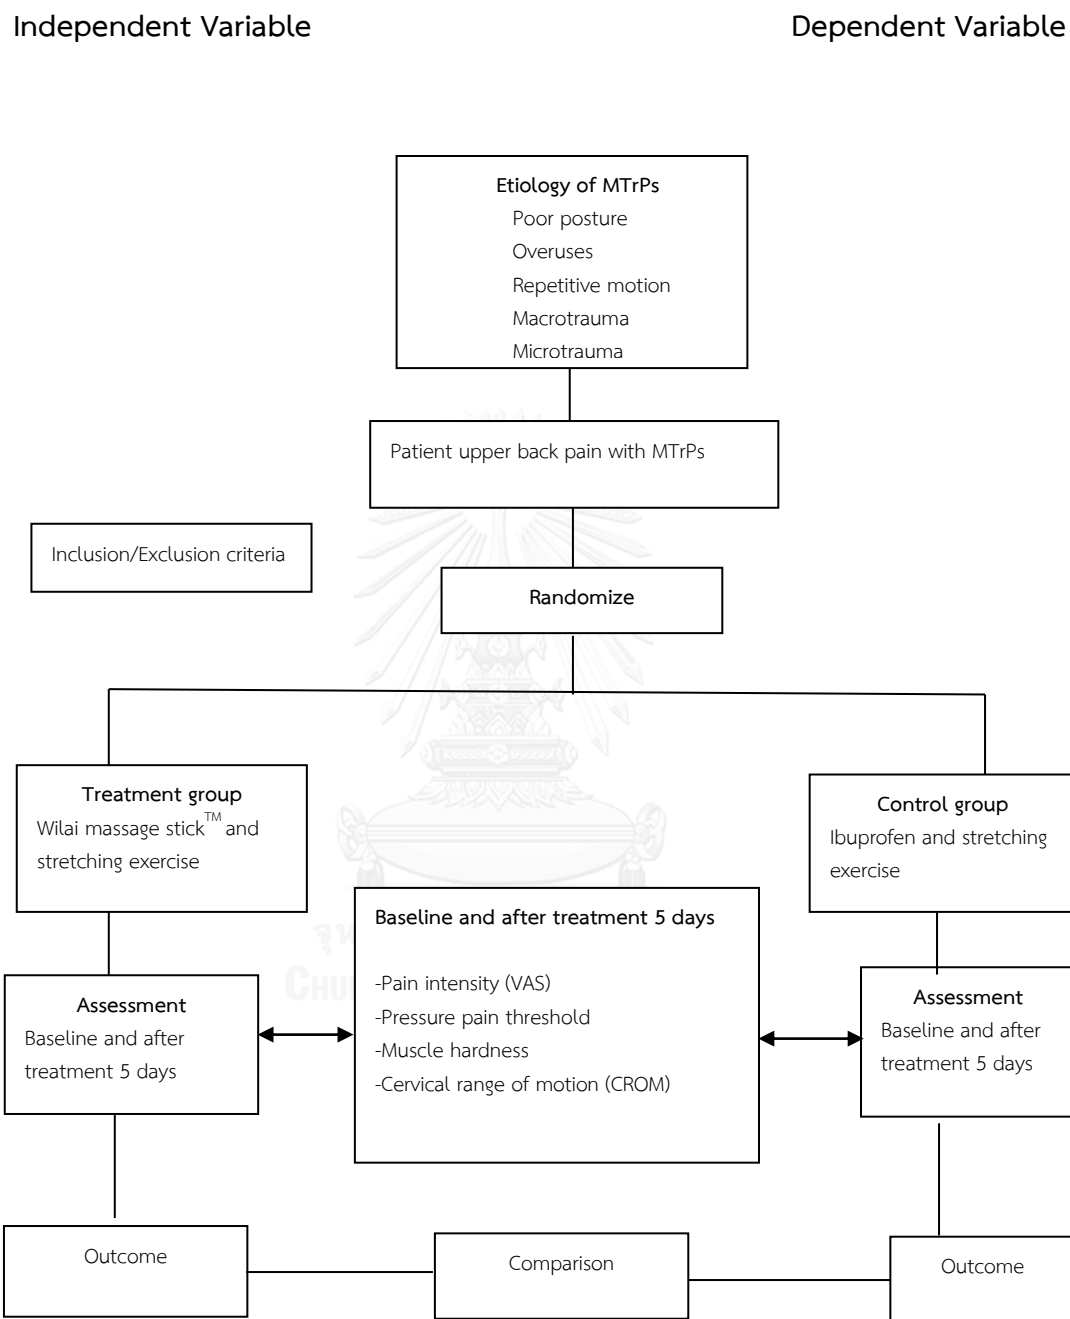 Independent Variable
Dependent Variable
Etiology of MTrPs
Poor posture
Overuses
Repetitive motion
Macrotrauma
Microtrauma
Patient upper back pain with MTrPs
Inclusion/Exclusion criteria
Randomize
Treatment group
Wilai massage stick™ and
stretching exercise
Control group
Ibuprofen and stretching
exercise
Baseline and after treatment 5 days
-Pain intensity (VAS)
-Pressure pain threshold
-Muscle hardness
-Cervical range of motion (CROM)
Assessment
Baseline and after
treatment 5 days
Assessment
Baseline and after
treatment 5 days
Outcome
Comparison
Outcome